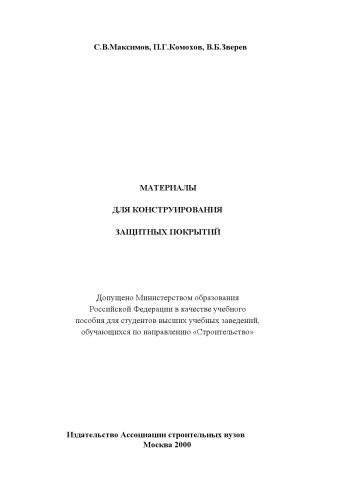 С.В.Максимов, П.Г.Комохов, В.Б.Зверев
МАТЕРИАЛЫ
ДЛЯ КОНСТРУИРОВАНИЯ
ЗАЩИТНЫХ ПОКРЫТИЙ
Допущено Министерством образования
Российской Федерации в качестве учебного
пособия для студентов высших учебных заведений,
обучающихся по направлению «Строительство»
Издательство Ассоциации строительных вузов
Москва 2000